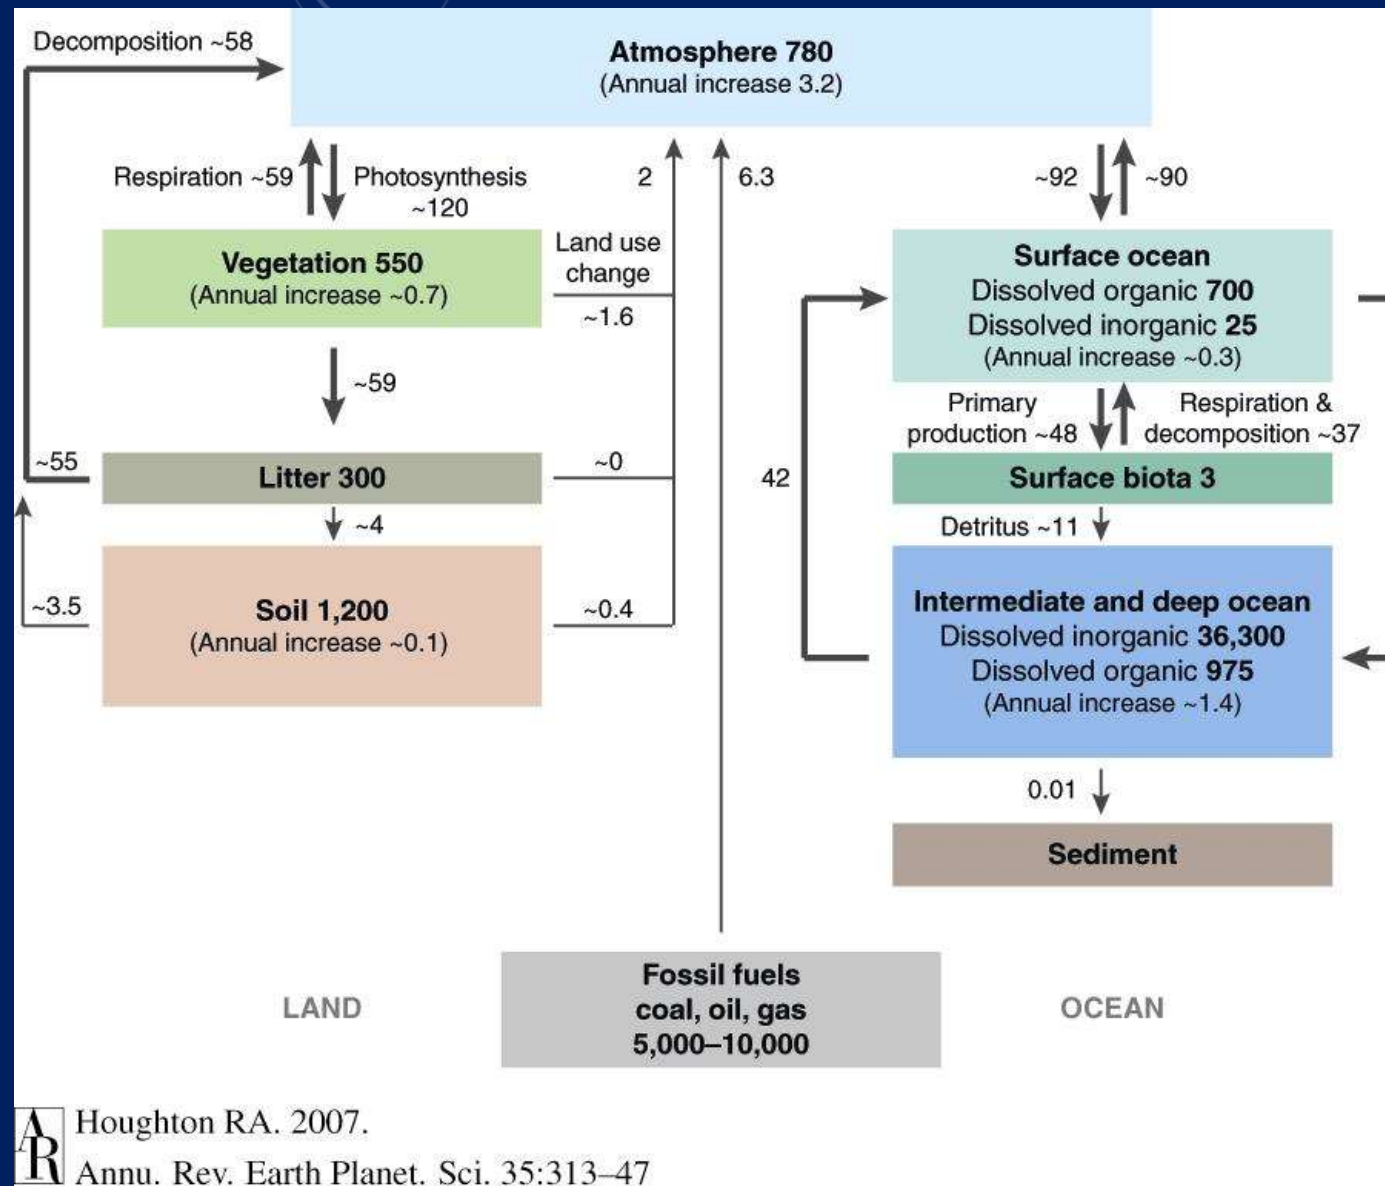 Decomposition ~58
Atmosphere 780
(Annual increase 3.2)
Respiration ~59
Photosynthesis
~120
2
6.3
~92
~90
Vegetation 550
(Annual increase ~0.7)
Land use
change
~1.6
Surface ocean
Dissolved organic 700
Dissolved inorganic 25
(Annual increase ~0.3)
~59
Primary
production ~48
Respiration &
decomposition ~37
~55
Litter 300
~0
42
Surface biota 3
~4
Detritus ~11
~3.5
Soil 1,200
(Annual increase ~0.1)
~0.4
Intermediate and deep ocean
Dissolved inorganic 36,300
Dissolved organic 975
(Annual increase ~1.4)
0.01
Sediment
LAND
Fossil fuels
coal, oil, gas
5,000–10,000
OCEAN
AR
Houghton RA. 2007.
Annu. Rev. Earth Planet. Sci. 35:313–47